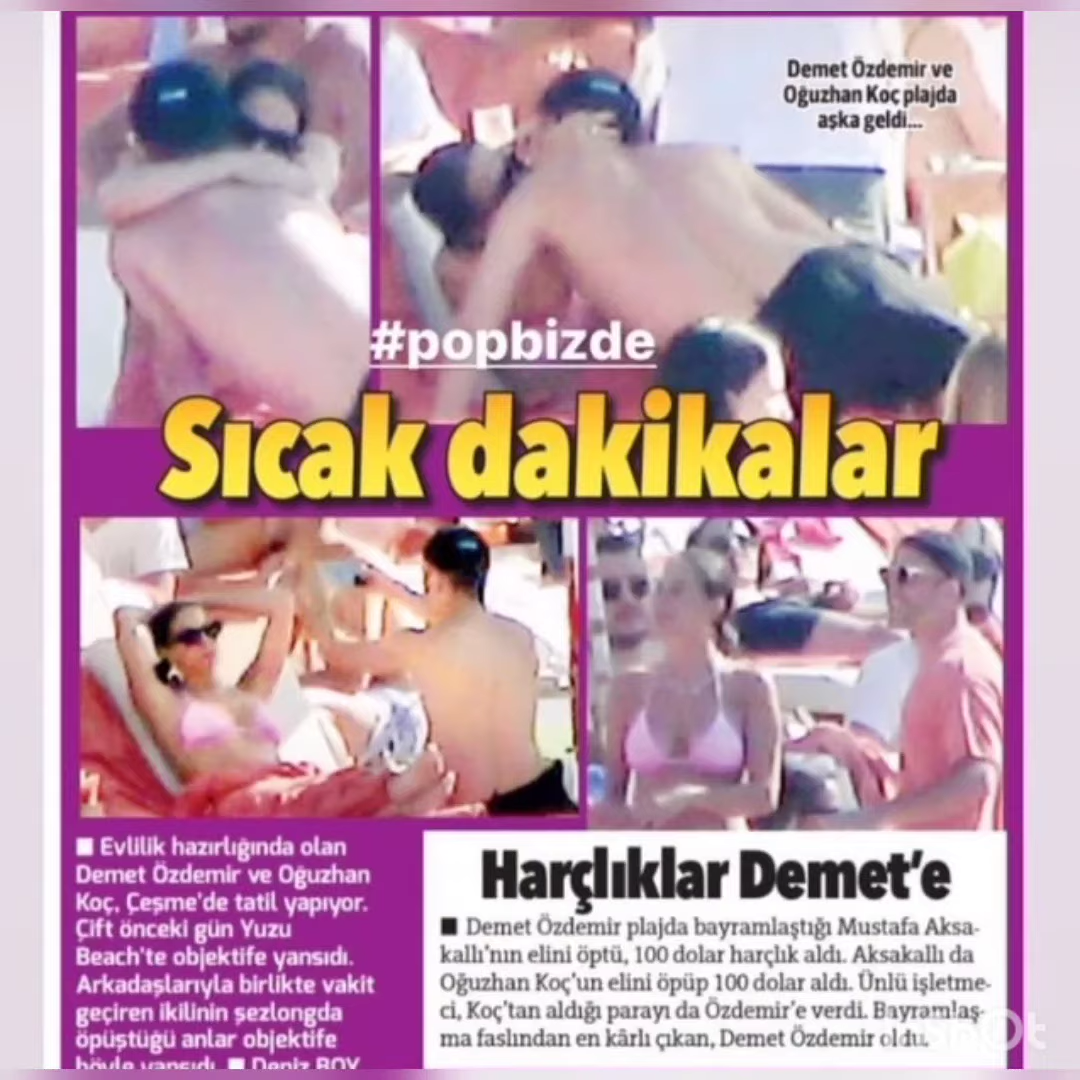 Demet Özdemir ve
Oğuzhan Koç plajda
aşka geldi...
#popbizde
Sıcak dakikalar
■ Evlilik hazırlığında olan
Demet Özdemir ve Oğuzhan
Koç, Çeşme'de tatil yapıyor.
Çift önceki gün Yuzu
Beach'te objektife yansıdı.
Arkadaşlarıyla birlikte vakit
geçiren ikilinin şezlongda
öpüştüğü anlar objektife
böyle yansıdı. ■ Deniz BOY
Harçlıklar Demet'e
■ Demet Özdemir plajda bayramlaştığı Mustafa Aksa-
kallı'nın elini öptü, 100 dolar harçlık aldı. Aksakallı da
Oğuzhan Koç'un elini öpüp 100 dolar aldı. Ünlü işletme-
ci, Koç'tan aldığı parayı da Özdemir'e verdi. Bayramlaş-
ma faslından en kârlı çıkan, Demet Özdemir oldu.